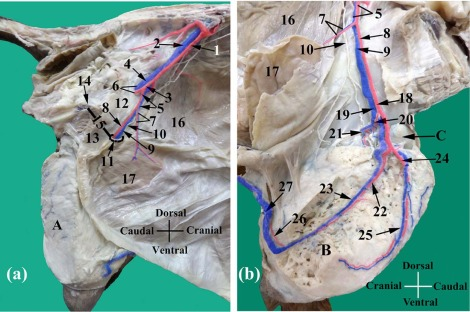 2
1
4
14
6
3
12
8
5
15
16
7
10
13
9
11
17
A
Dorsal
Caudal
Cranial
Ventral
(a)
16
7
5
8
10
9
17
18
19
20
21
C
24
27
23
22
26
25
B
Dorsal
Cranial
Caudal
Ventral
(b)